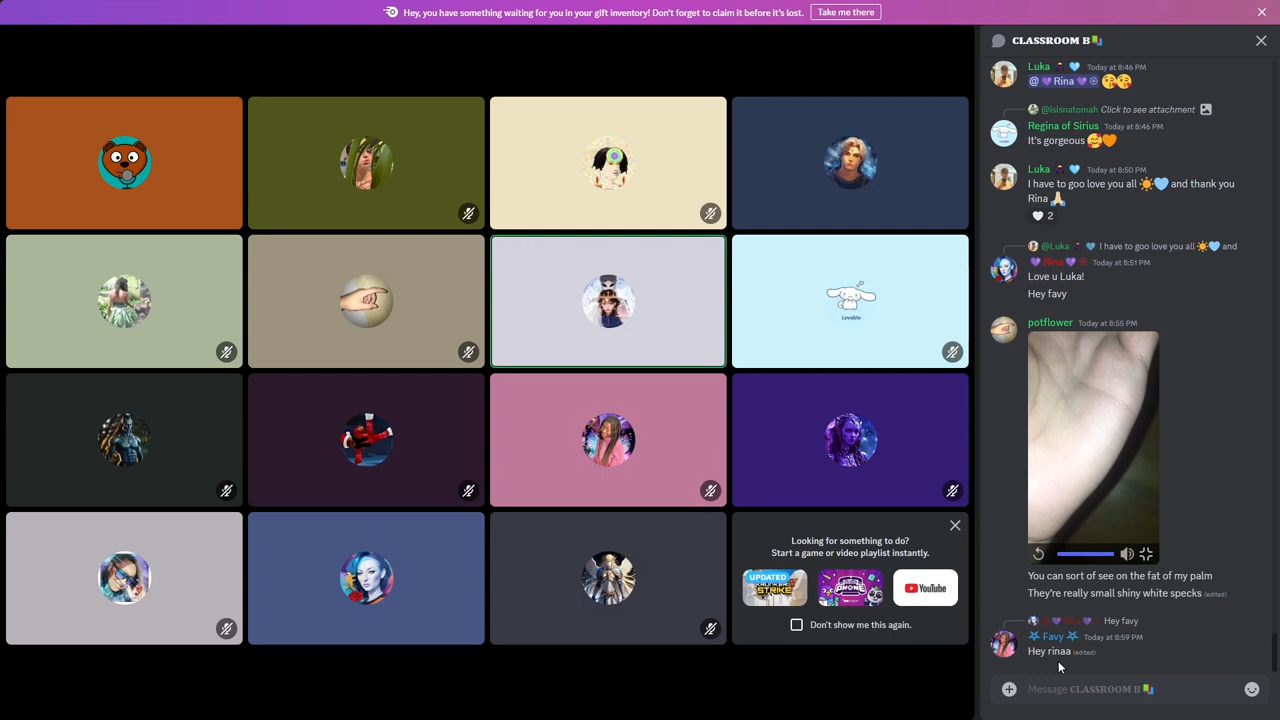 Hey, you have something waiting for you in your gift inventory! Don't forget to claim it before it's lost.
Take me there
CLASSROOM B
Luka Today at 8:46 PM
@💜Rina💜 😘😘
@isisnatomah Click to see attachment
Regina of Sirius Today at 8:46 PM
It's gorgeous 🥰🧡
Luka Today at 8:50 PM
I have to goo love you all ☀️🩵 and thank you
Rina 🙏🏼
🤍 2
@Luka I have to goo love you all ☀️🩵 and
💜Rina💜 Today at 8:51 PM
Love u Luka!
Hey favy
potflower Today at 8:55 PM
You can sort of see on the fat of my palm
They're really small shiny white specks (edited)
Hey favy
Favy Today at 8:59 PM
Hey rinaa (edited)
Message CLASSROOM B
Lovable
Looking for something to do?
Start a game or video playlist instantly.
UPDATED
STRIKE
PHONE
YouTube
Don't show me this again.